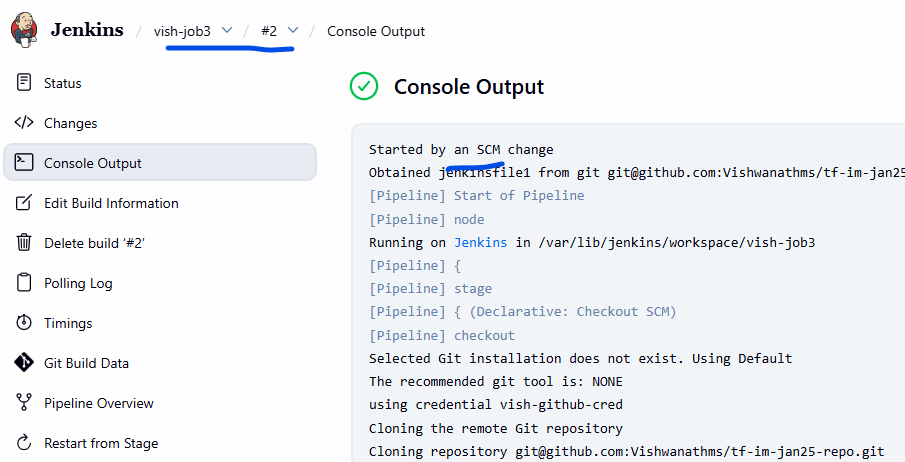 Jenkins / vish-job3 / #2 / Console Output
Status
Changes
Console Output
Edit Build Information
Delete build '#2'
Polling Log
Timings
Git Build Data
Pipeline Overview
Restart from Stage
Console Output
Started by an SCM change
Obtained jenkinsfile1 from git git@github.com:Vishwanathms/tf-im-jan25
[Pipeline] Start of Pipeline
[Pipeline] node
Running on Jenkins in /var/lib/jenkins/workspace/vish-job3
[Pipeline] {
[Pipeline] stage
[Pipeline] { (Declarative: Checkout SCM)
[Pipeline] checkout
Selected Git installation does not exist. Using Default
The recommended git tool is: NONE
using credential vish-github-cred
Cloning the remote Git repository
Cloning repository git@github.com:Vishwanathms/tf-im-jan25-repo.git